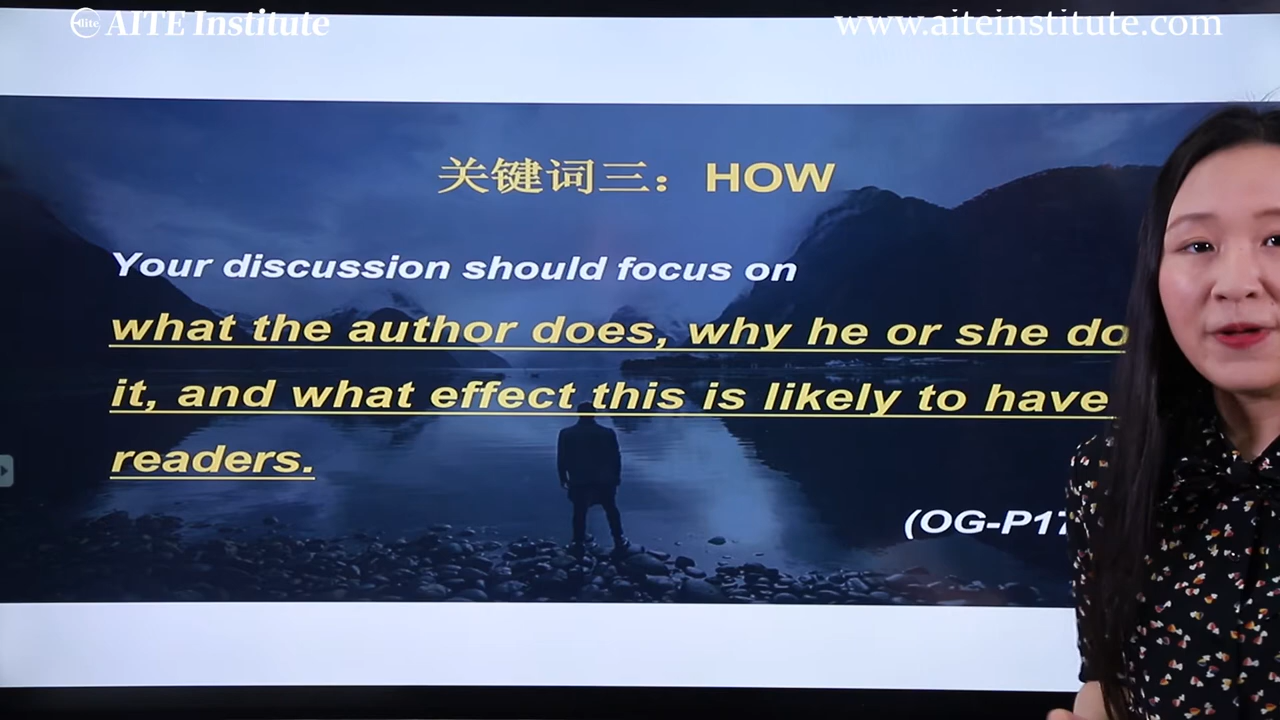 Elite AITE Institute
www.aiteinstitute.com
关键词三：HOW
Your discussion should focus on
what the author does, why he or she do
it, and what effect this is likely to have
readers.
(OG-P17